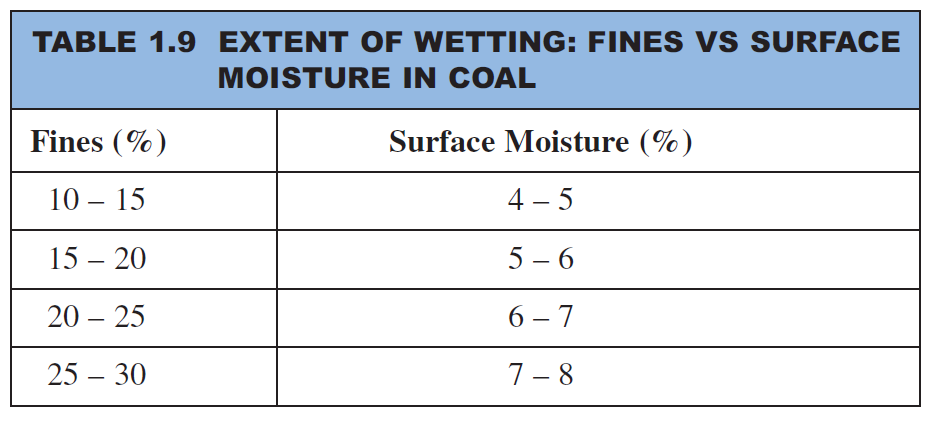 TABLE 1.9 EXTENT OF WETTING: FINES VS SURFACE
MOISTURE IN COAL
Fines (%) Surface Moisture (%)
10 – 15 4 – 5
15 – 20 5 – 6
20 – 25 6 – 7
25 – 30 7 – 8